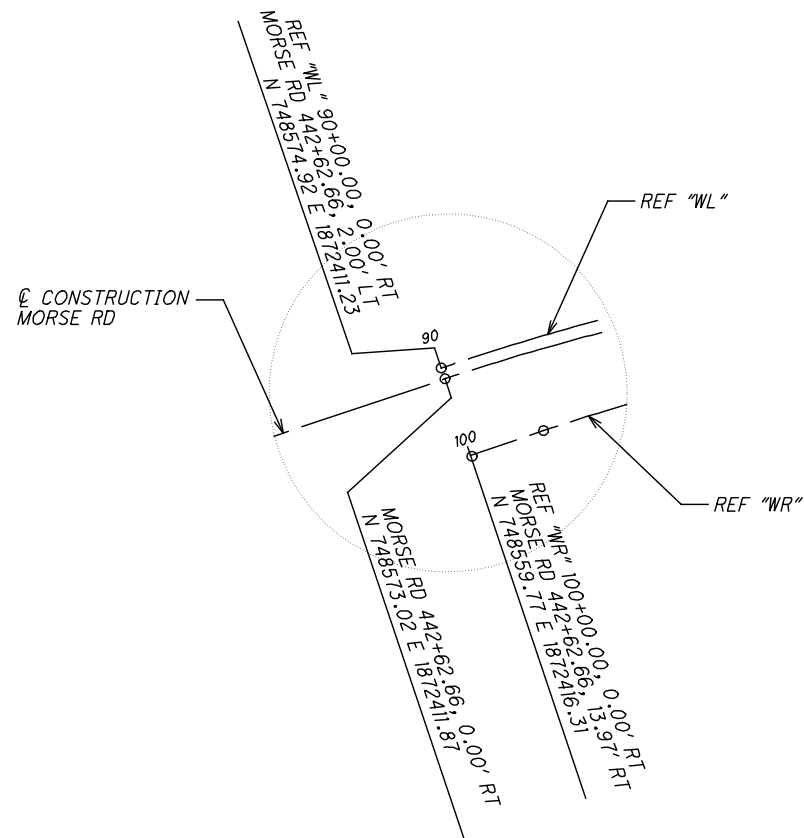 REF "WL" 90+00.00, 0.00' RT
MORSE RD 442+62.66, 2.00' LT
N 748574.92 E 1872411.23
REF "WL"
℄ CONSTRUCTION
MORSE RD
90
100
REF "WR"
REF "WR" 100+00.00, 0.00' RT
MORSE RD 442+62.66, 13.97' RT
N 748559.77 E 1872416.31
MORSE RD 442+62.66, 0.00' RT
N 748573.02 E 1872411.87